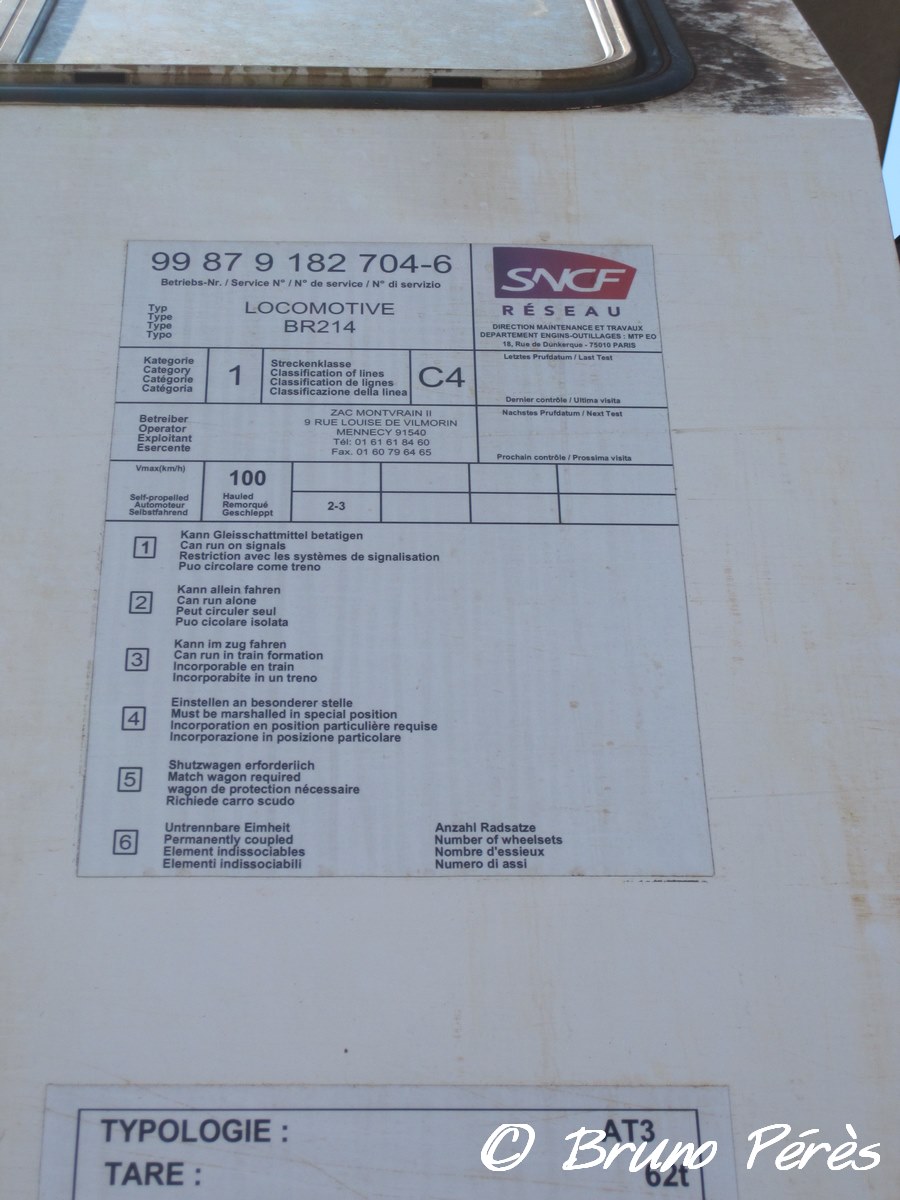 99 87 9 182 704-6
Betriebs-Nr. / Service N° / N° de service / N° di servizio
Typ
Type
Type
Typo
LOCOMOTIVE
BR214
SNCF
RÉSEAU
DIRECTION MAINTENANCE ET TRAVAUX
DEPARTEMENT ENGINS-OUTILLAGES : MTP EO
18, Rue de Dunkerque - 75010 PARIS
Kategorie
Category
Catégorie
Catégoria
1
Streckenklasse
Classification of lines
Classification de lignes
Classificazione della linea
C4
Letztes Prufdatum / Last Test
Dernier contrôle / Ultima visita
Betreiber
Operator
Exploitant
Esercente
ZAC MONTVRAIN II
9 RUE LOUISE DE VILMORIN
MENNECY 91540
Tél: 01 61 61 84 60
Fax. 01 60 79 64 65
Nachstes Prufdatum / Next Test
Prochain contrôle / Prossima visita
Vmax(km/h)
100
Self-propelled
Automoteur
Selbstfahrend
Hauled
Remorqué
Geschleppt
2-3
1
Kann Gleisschattmittel betatigen
Can run on signals
Restriction avec les systèmes de signalisation
Puo circolare come treno
2
Kann allein fahren
Can run alone
Peut circuler seul
Puo cicolare isolata
3
Kann im zug fahren
Can run in train formation
Incorporable en train
Incorporabite in un treno
4
Einstellen an besonderer stelle
Must be marshalled in special position
Incorporation en position particulière requise
Incorporazione in posizione particolare
5
Shutzwagen erforderlich
Match wagon required
wagon de protection nécessaire
Richiede carro scudo
6
Untrennbare Eimheit
Permanently coupled
Element indissociables
Elementi indissociabili
Anzahl Radsatze
Number of wheelsets
Nombre d'essieux
Numero di assi
TYPOLOGIE : AT3
TARE : 62t
© Bruno Pérès